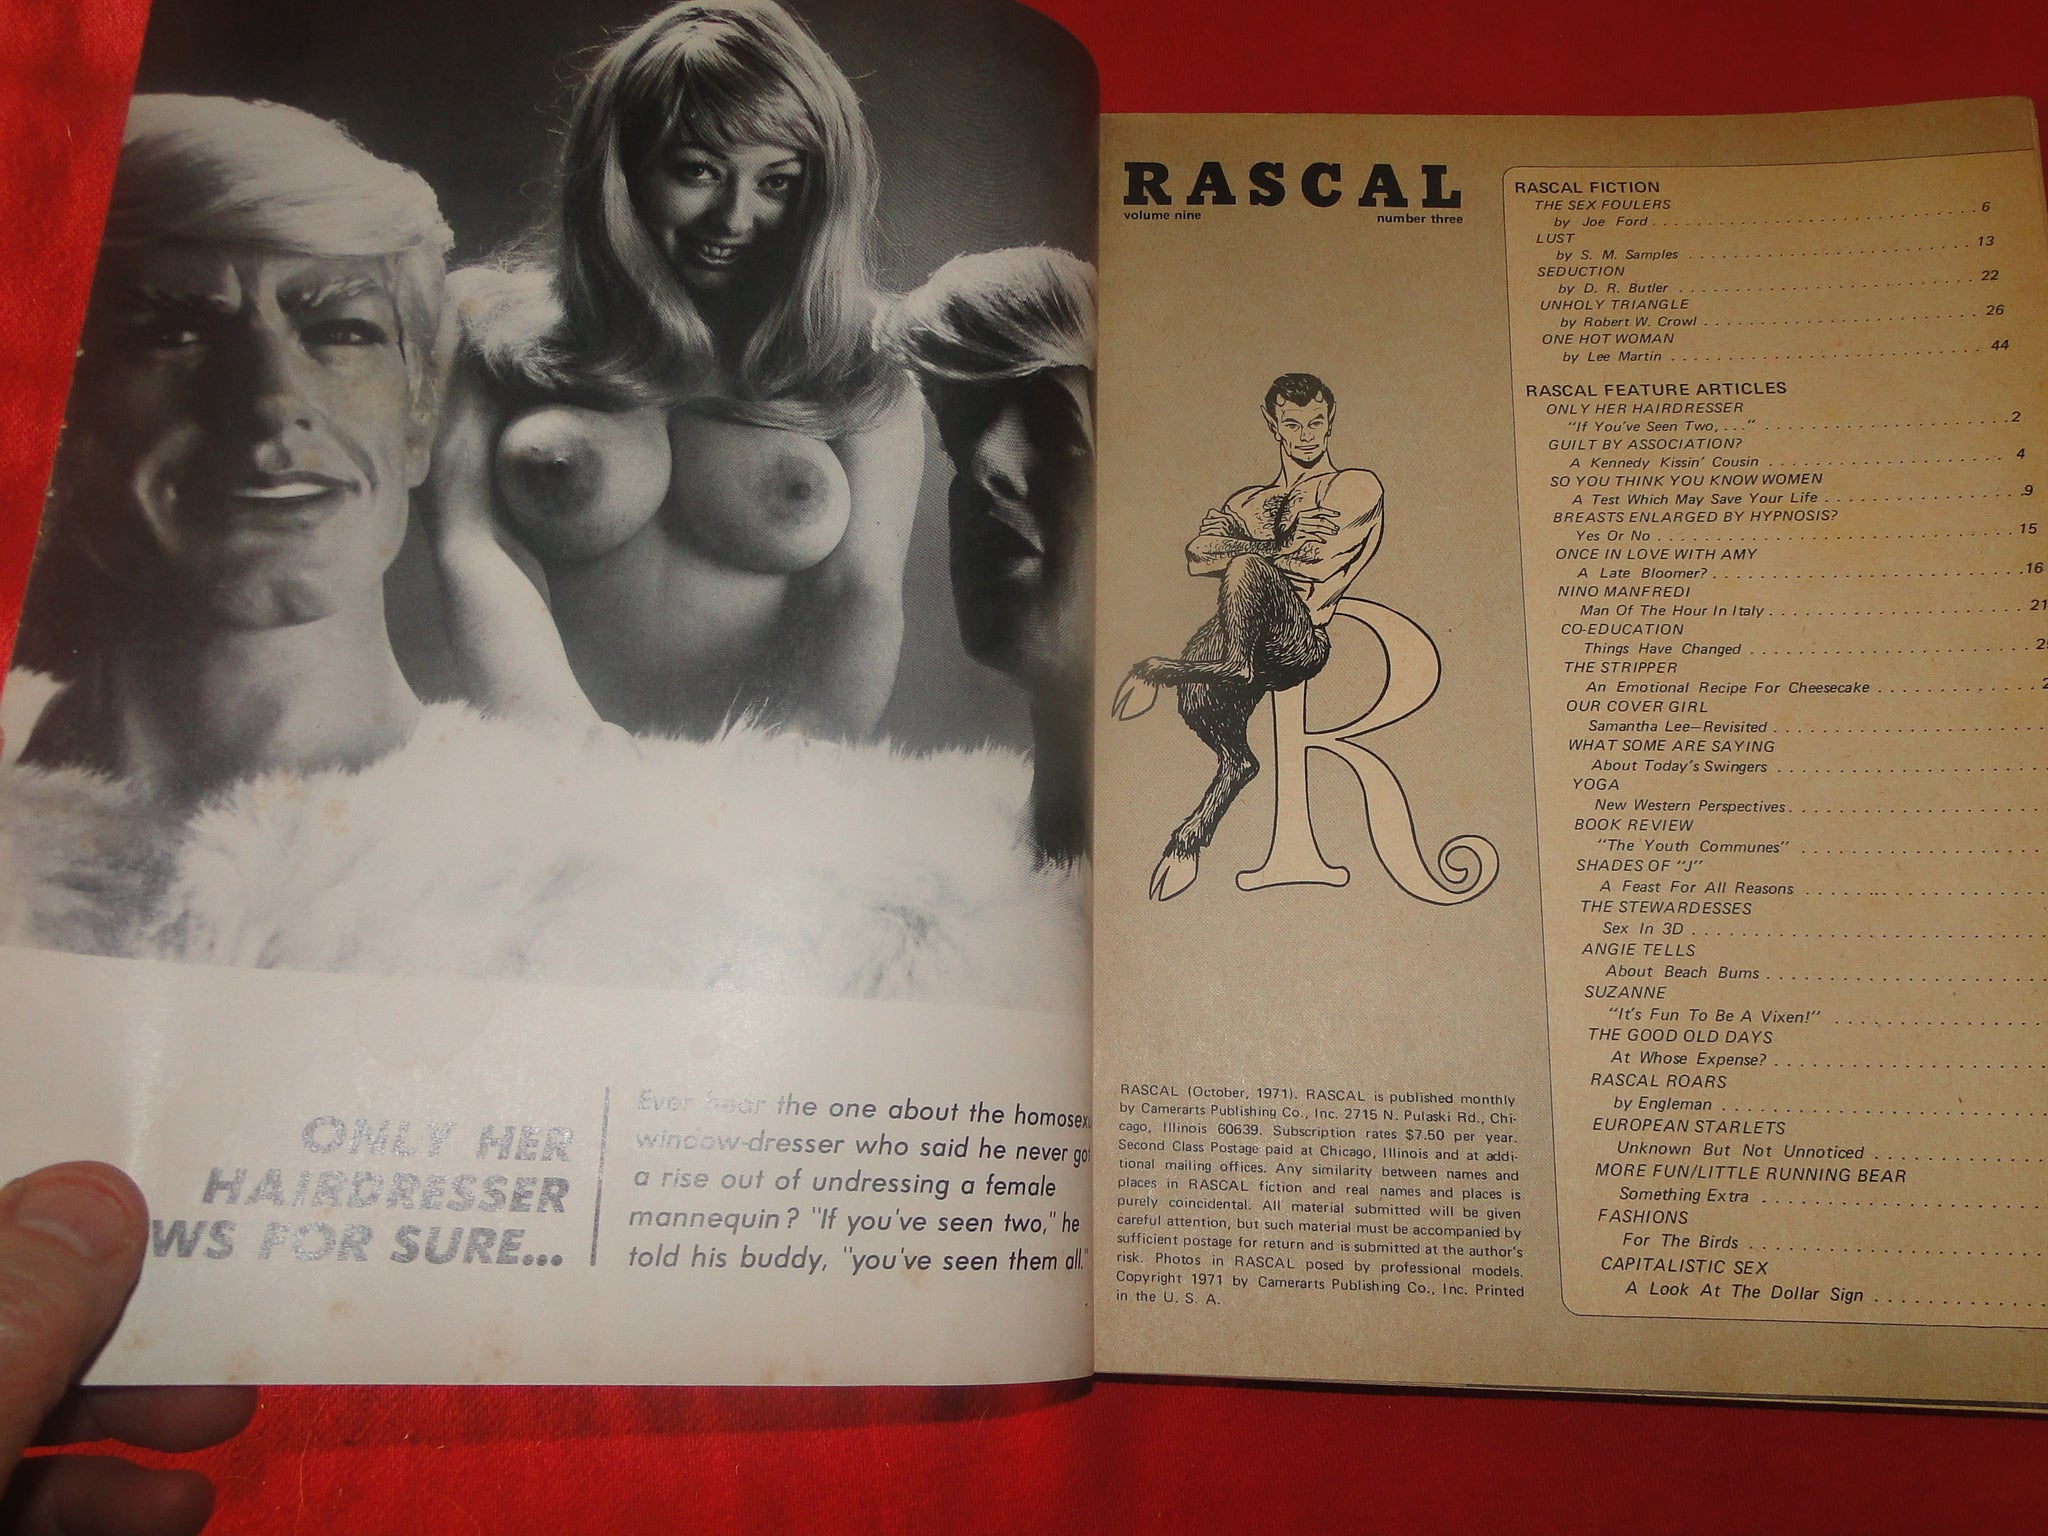 ONLY HER
HAIRDRESSER
WS FOR SURE...
Ever hear the one about the homosexu
window-dresser who said he never got
a rise out of undressing a female
mannequin? "If you've seen two," he
told his buddy, "you've seen them all."
RASCAL
volume nine number three
R
RASCAL (October, 1971). RASCAL is published monthly
by Camerarts Publishing Co., Inc. 2715 N. Pulaski Rd., Chi-
cago, Illinois 60639. Subscription rates $7.50 per year.
Second Class Postage paid at Chicago, Illinois and at addi-
tional mailing offices. Any similarity between names and
places in RASCAL fiction and real names and places is
purely coincidental. All material submitted will be given
careful attention, but such material must be accompanied by
sufficient postage for return and is submitted at the author's
risk. Photos in RASCAL posed by professional models.
Copyright 1971 by Camerarts Publishing Co., Inc. Printed
in the U. S. A.
RASCAL FICTION
THE SEX FOULERS
by Joe Ford 6
LUST
by S. M. Samples 13
SEDUCTION
by D. R. Butler 22
UNHOLY TRIANGLE
by Robert W. Crowl 26
ONE HOT WOMAN
by Lee Martin 44
RASCAL FEATURE ARTICLES
ONLY HER HAIRDRESSER
"If You've Seen Two, ..." 2
GUILT BY ASSOCIATION?
A Kennedy Kissin' Cousin 4
SO YOU THINK YOU KNOW WOMEN
A Test Which May Save Your Life 9
BREASTS ENLARGED BY HYPNOSIS?
Yes Or No 15
ONCE IN LOVE WITH AMY
A Late Bloomer? 16
NINO MANFREDI
Man Of The Hour In Italy 21
CO-EDUCATION
Things Have Changed
THE STRIPPER
An Emotional Recipe For Cheesecake
OUR COVER GIRL
Samantha Lee—Revisited
WHAT SOME ARE SAYING
About Today's Swingers
YOGA
New Western Perspectives
BOOK REVIEW
"The Youth Communes"
SHADES OF "J"
A Feast For All Reasons
THE STEWARDESSES
Sex In 3D
ANGIE TELLS
About Beach Bums
SUZANNE
"It's Fun To Be A Vixen!"
THE GOOD OLD DAYS
At Whose Expense?
RASCAL ROARS
by Engleman
EUROPEAN STARLETS
Unknown But Not Unnoticed
MORE FUN/LITTLE RUNNING BEAR
Something Extra
FASHIONS
For The Birds
CAPITALISTIC SEX
A Look At The Dollar Sign